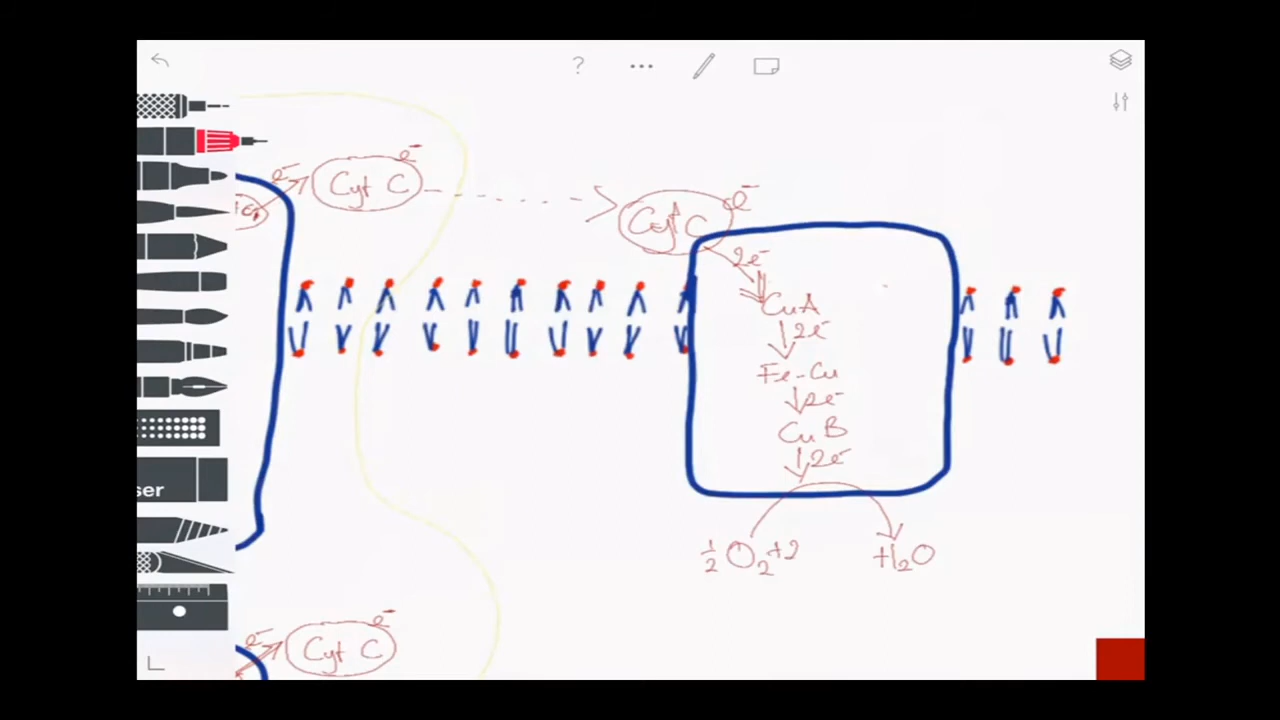 ?
e⁻
Cyt C
e⁻
Cyt C
e⁻
2e⁻
CuA
2e⁻
Fe-Cu
2e⁻
CuB
2e⁻
ser
½ O₂ +2
H₂O
e⁻
Cyt C
e⁻